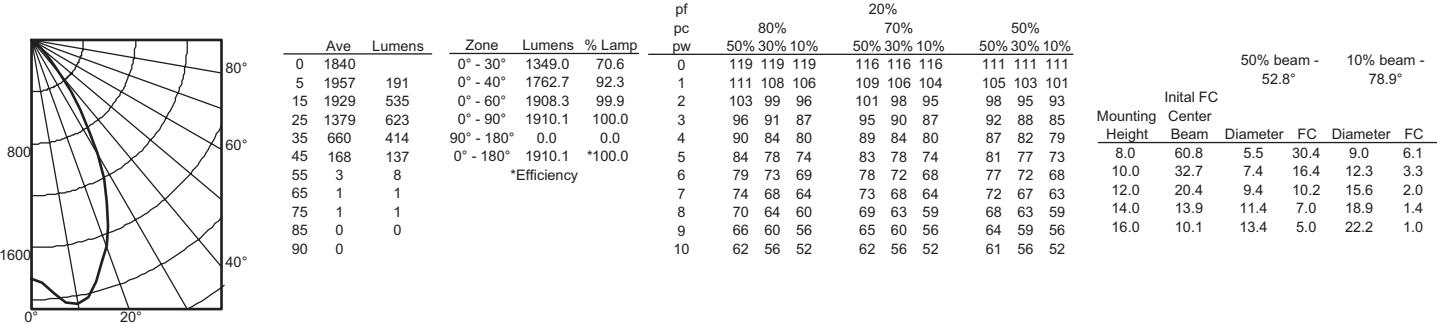 80°
60°
40°
20°
0°
800
1600
Ave Lumens
0 1840
5 1957 191
15 1929 535
25 1379 623
35 660 414
45 168 137
55 3 8
65 1 1
75 1 1
85 0 0
90 0
Zone Lumens % Lamp
0° - 30° 1349.0 70.6
0° - 40° 1762.7 92.3
0° - 60° 1908.3 99.9
0° - 90° 1910.1 100.0
90° - 180° 0.0 0.0
0° - 180° 1910.1 *100.0
*Efficiency
pf 20%
pc 80% 70% 50%
pw 50% 30% 10% 50% 30% 10% 50% 30% 10%
0 119 119 119 116 116 116 111 111 111
1 111 108 106 109 106 104 105 103 101
2 103 99 96 101 98 95 98 95 93
3 96 91 87 95 90 87 92 88 85
4 90 84 80 89 84 80 87 82 79
5 84 78 74 83 78 74 81 77 73
6 79 73 69 78 72 68 77 72 68
7 74 68 64 73 68 64 72 67 63
8 70 64 60 69 63 59 68 63 59
9 66 60 56 65 60 56 64 59 56
10 62 56 52 62 56 52 61 56 52
50% beam - 10% beam -
52.8° 78.9°
Inital FC
Mounting Center
Height Beam Diameter FC Diameter FC
8.0 60.8 5.5 30.4 9.0 6.1
10.0 32.7 7.4 16.4 12.3 3.3
12.0 20.4 9.4 10.2 15.6 2.0
14.0 13.9 11.4 7.0 18.9 1.4
16.0 10.1 13.4 5.0 22.2 1.0